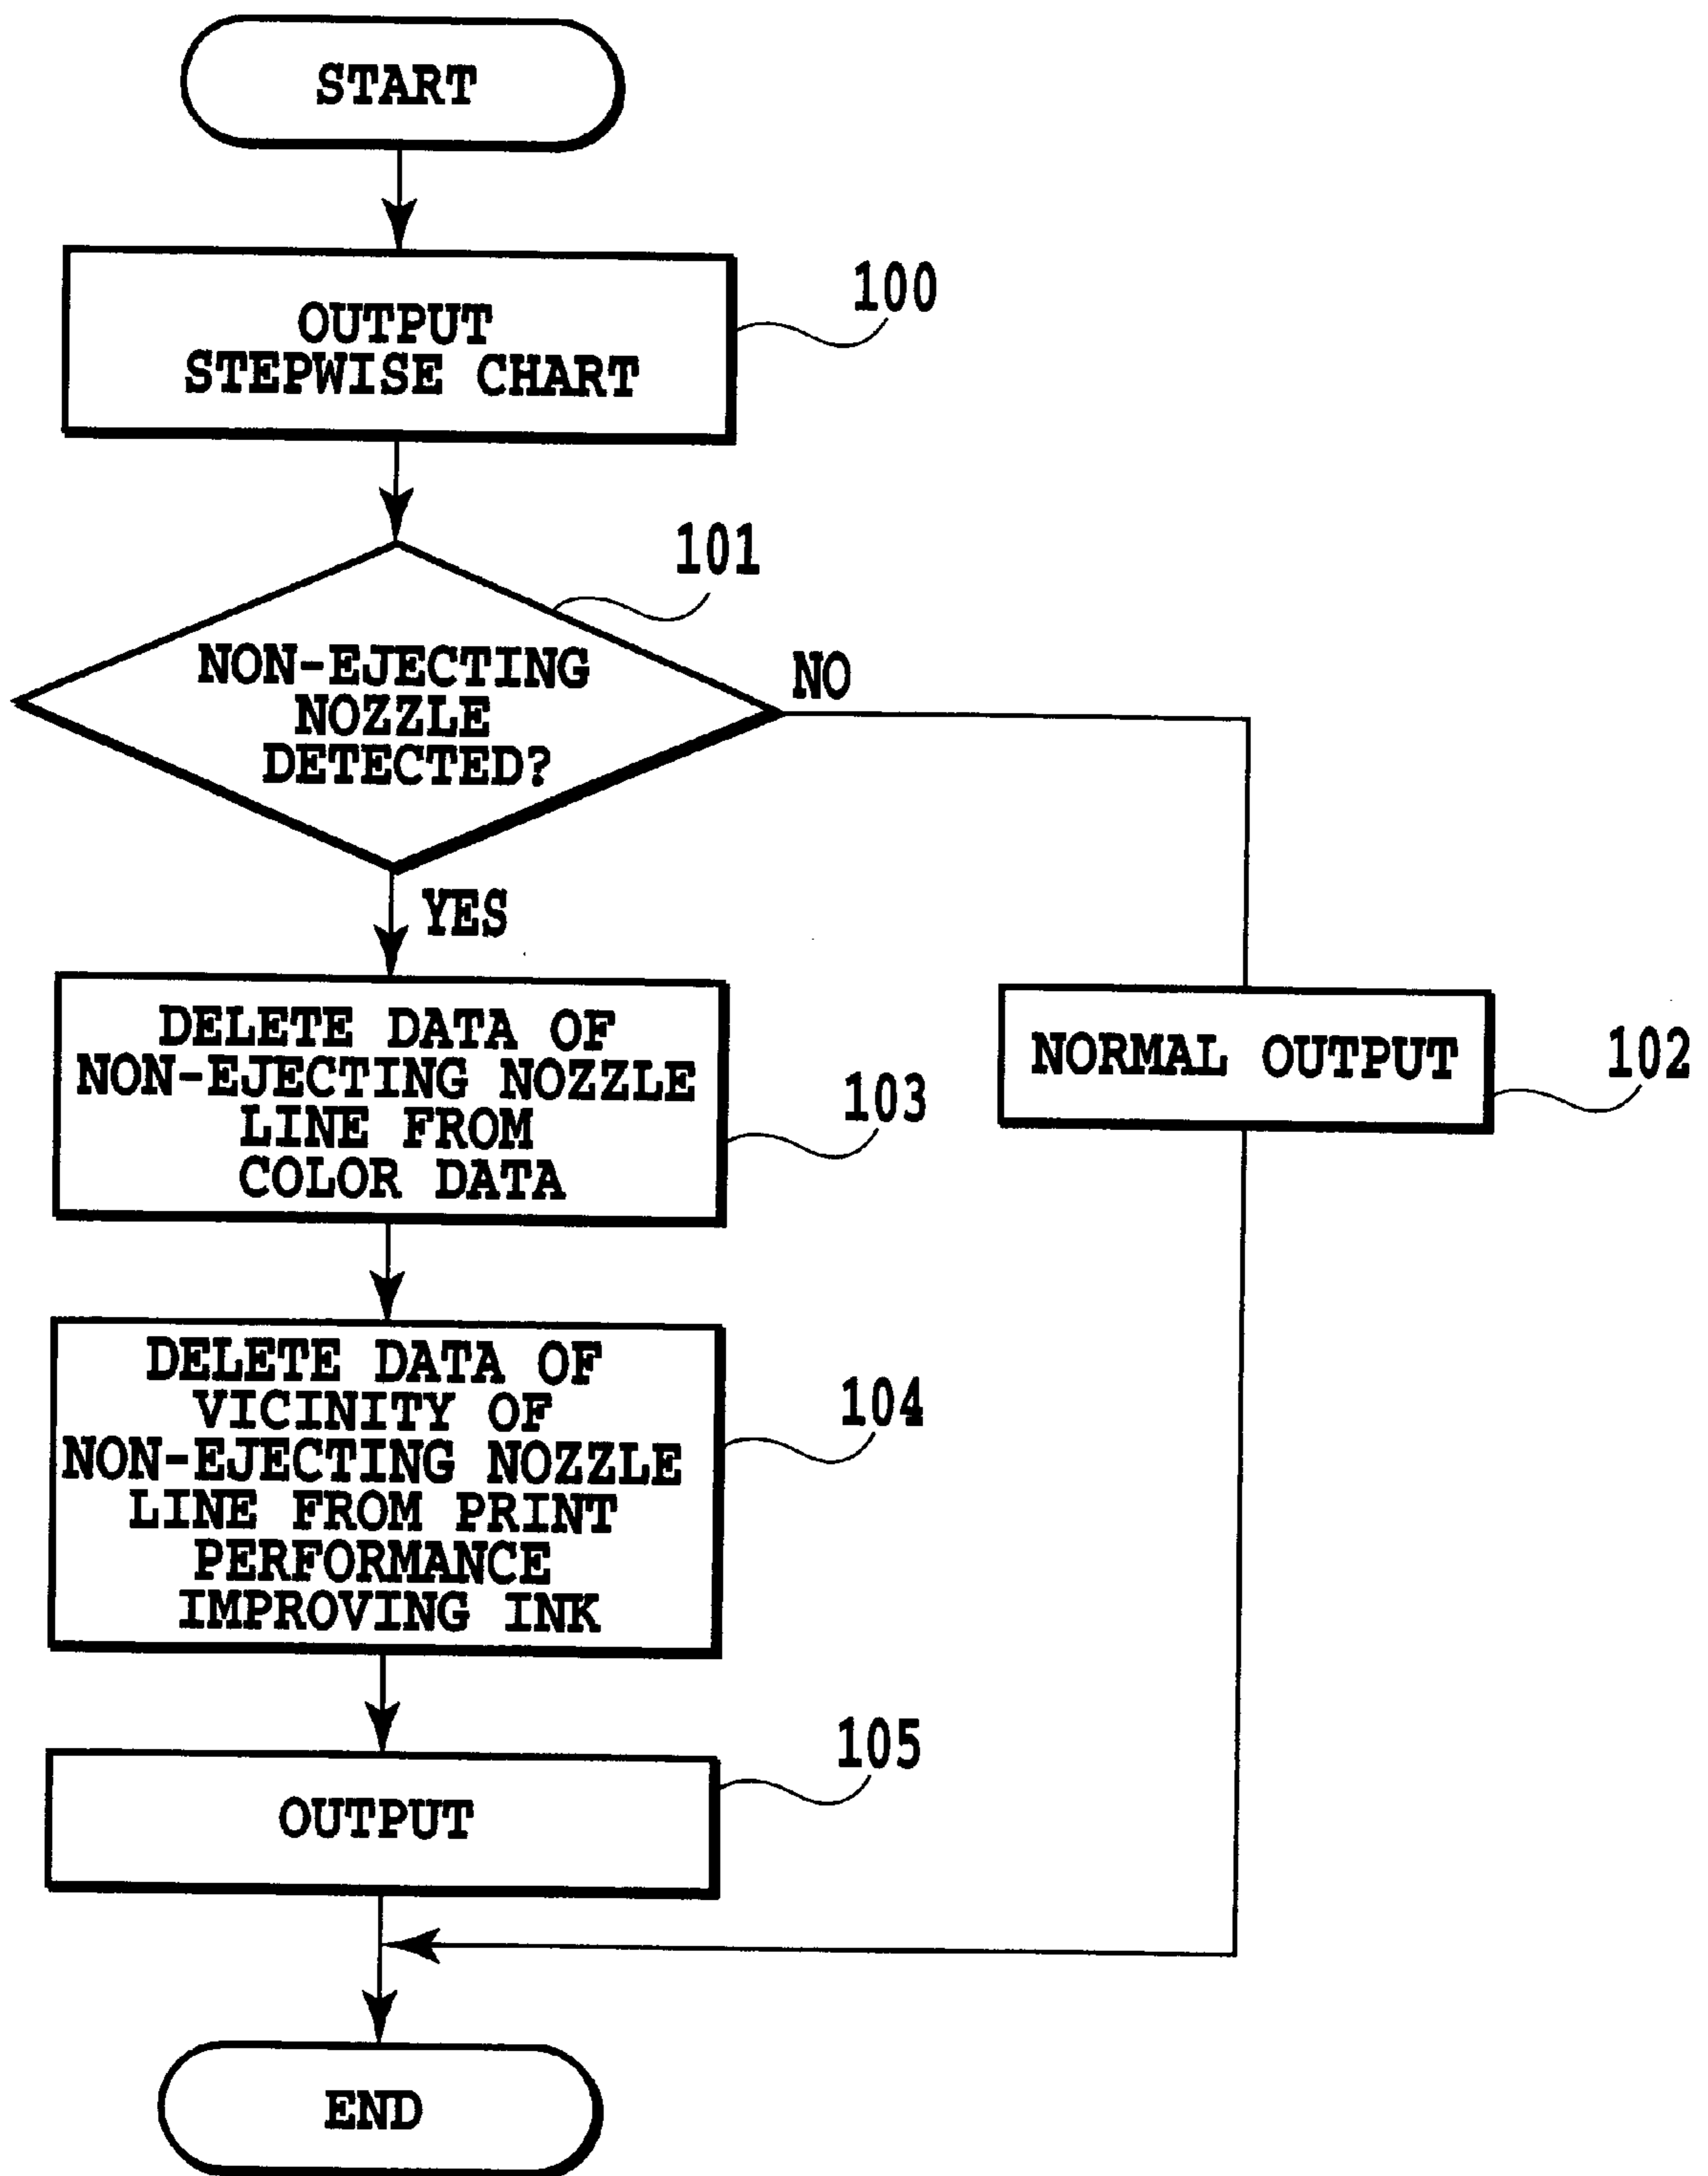 START
OUTPUT
STEPWISE CHART
100
101
NON-EJECTING
NOZZLE
DETECTED?
NO
YES
DELETE DATA OF
NON-EJECTING NOZZLE
LINE FROM
COLOR DATA
103
NORMAL OUTPUT
102
DELETE DATA OF
VICINITY OF
NON-EJECTING NOZZLE
LINE FROM PRINT
PERFORMANCE
IMPROVING INK
104
OUTPUT
105
END